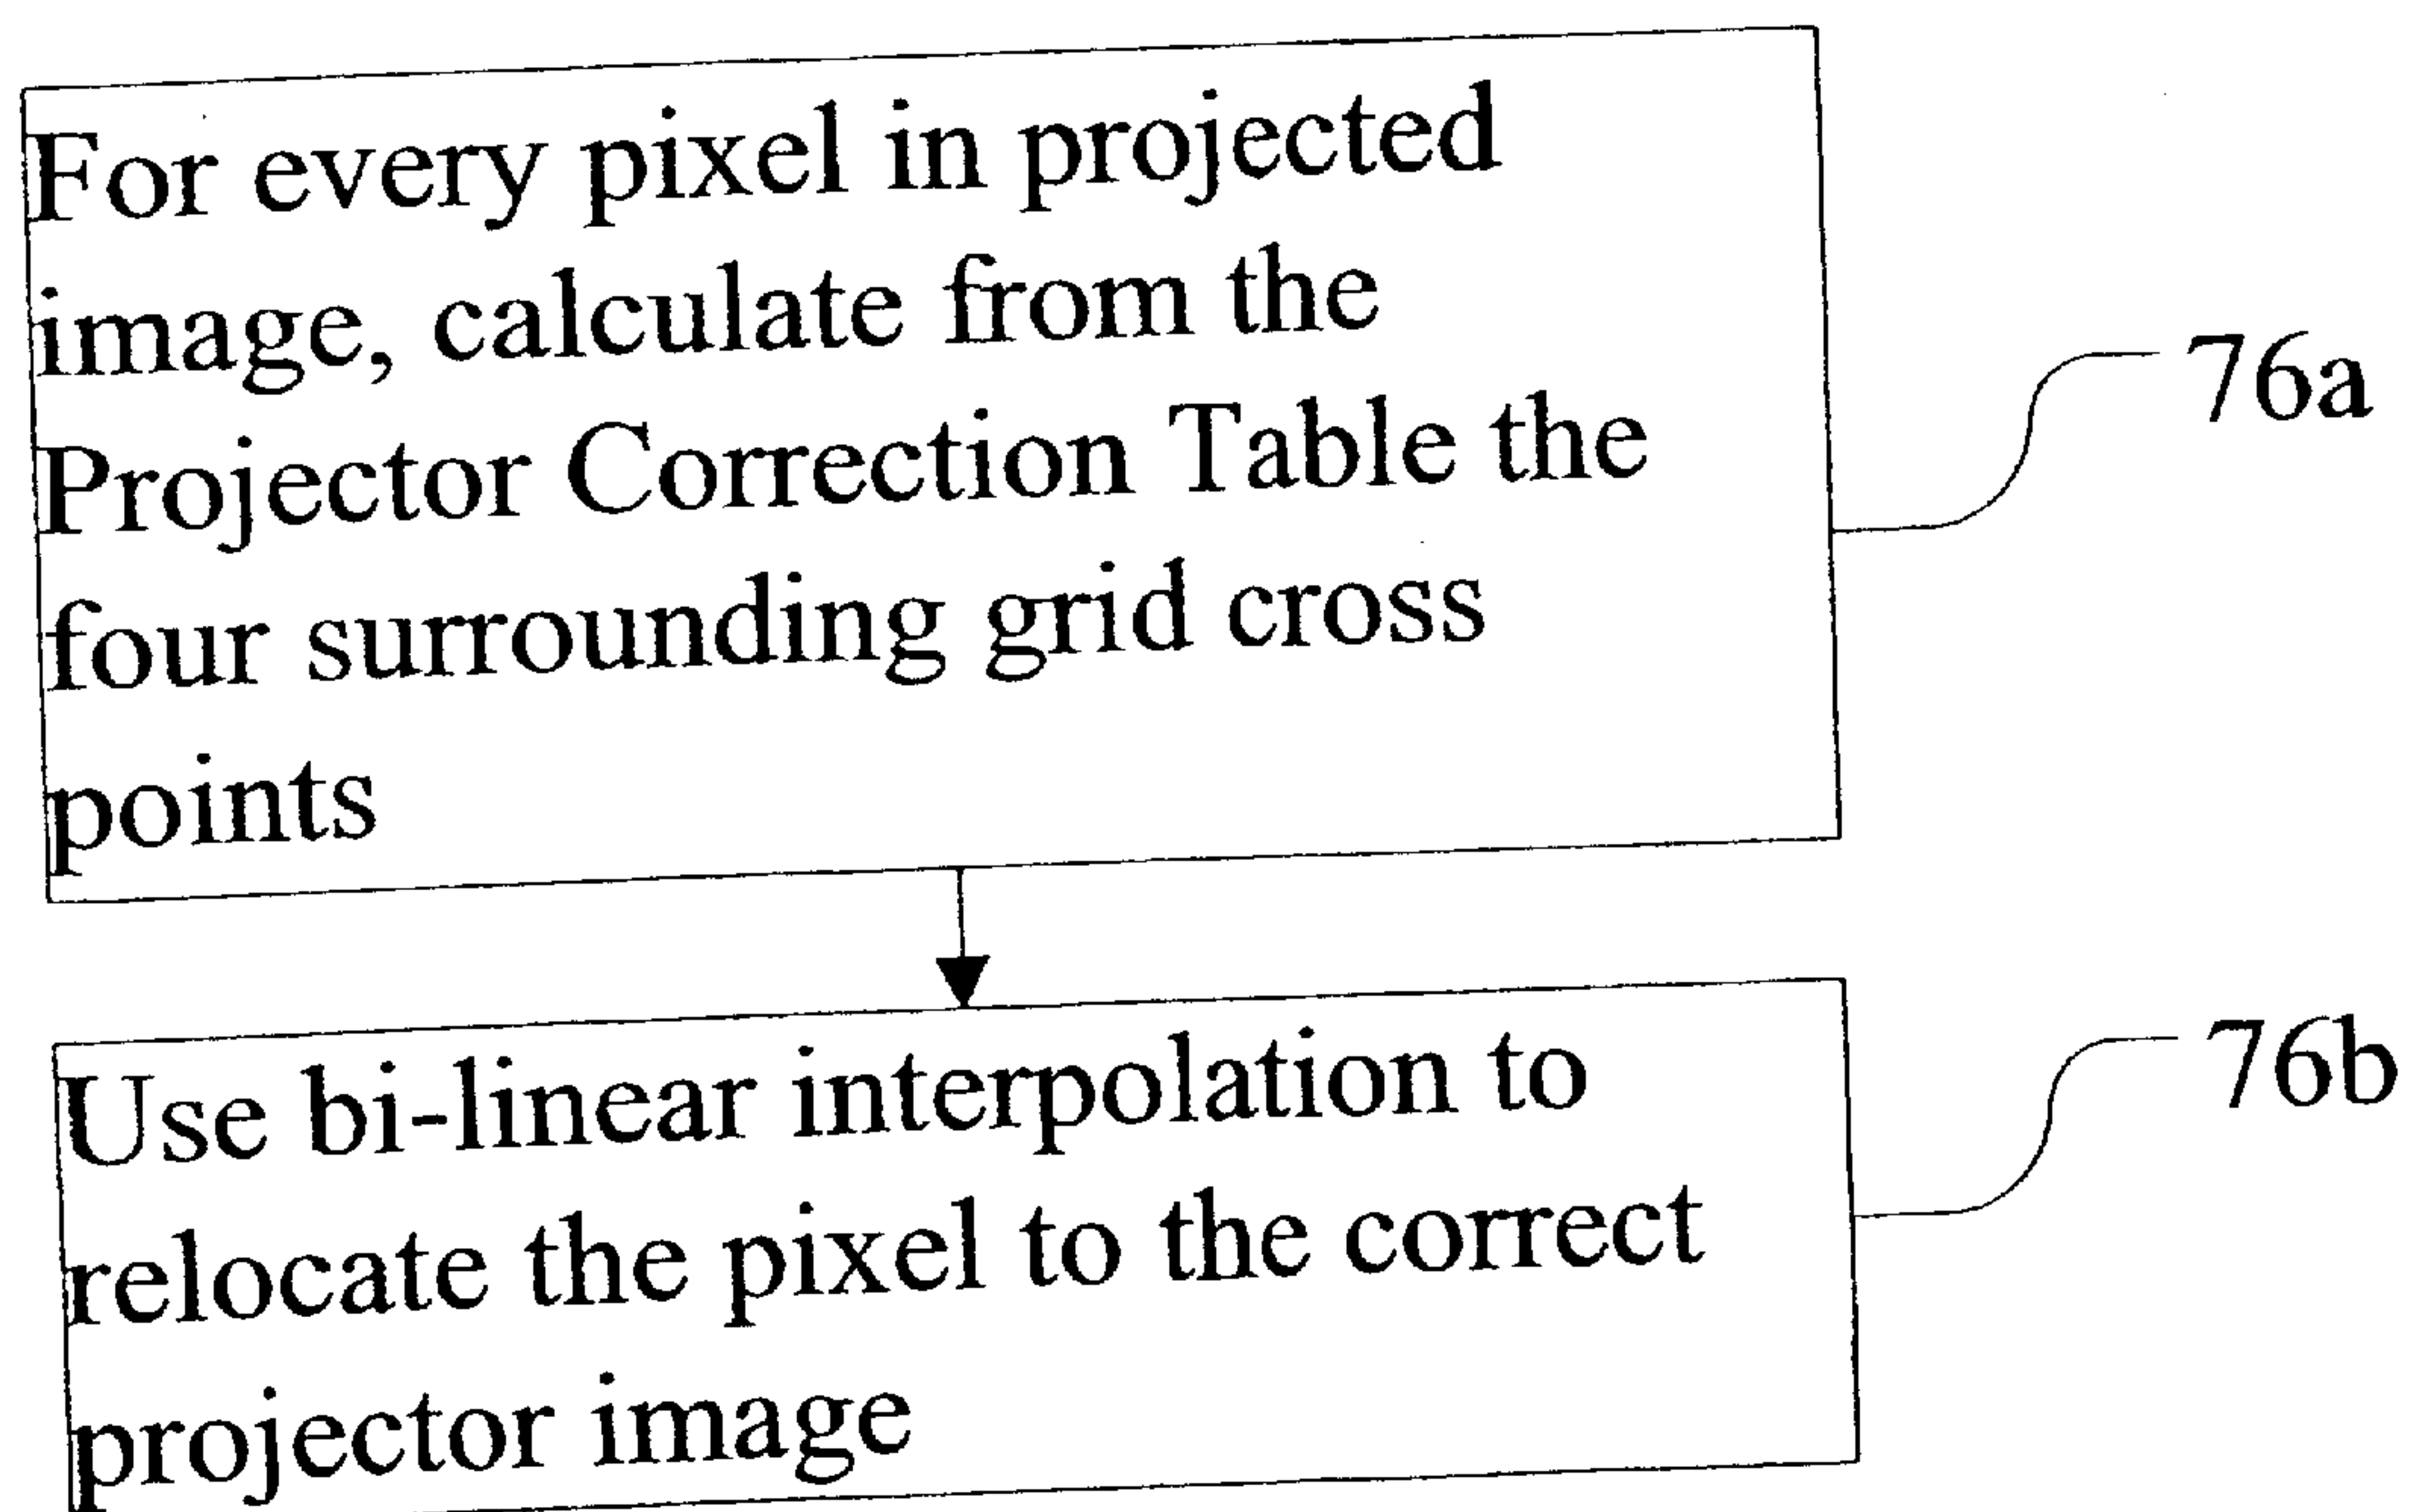 For every pixel in projected
image, calculate from the
Projector Correction Table the
four surrounding grid cross
points
76a
Use bi-linear interpolation to
relocate the pixel to the correct
projector image
76b